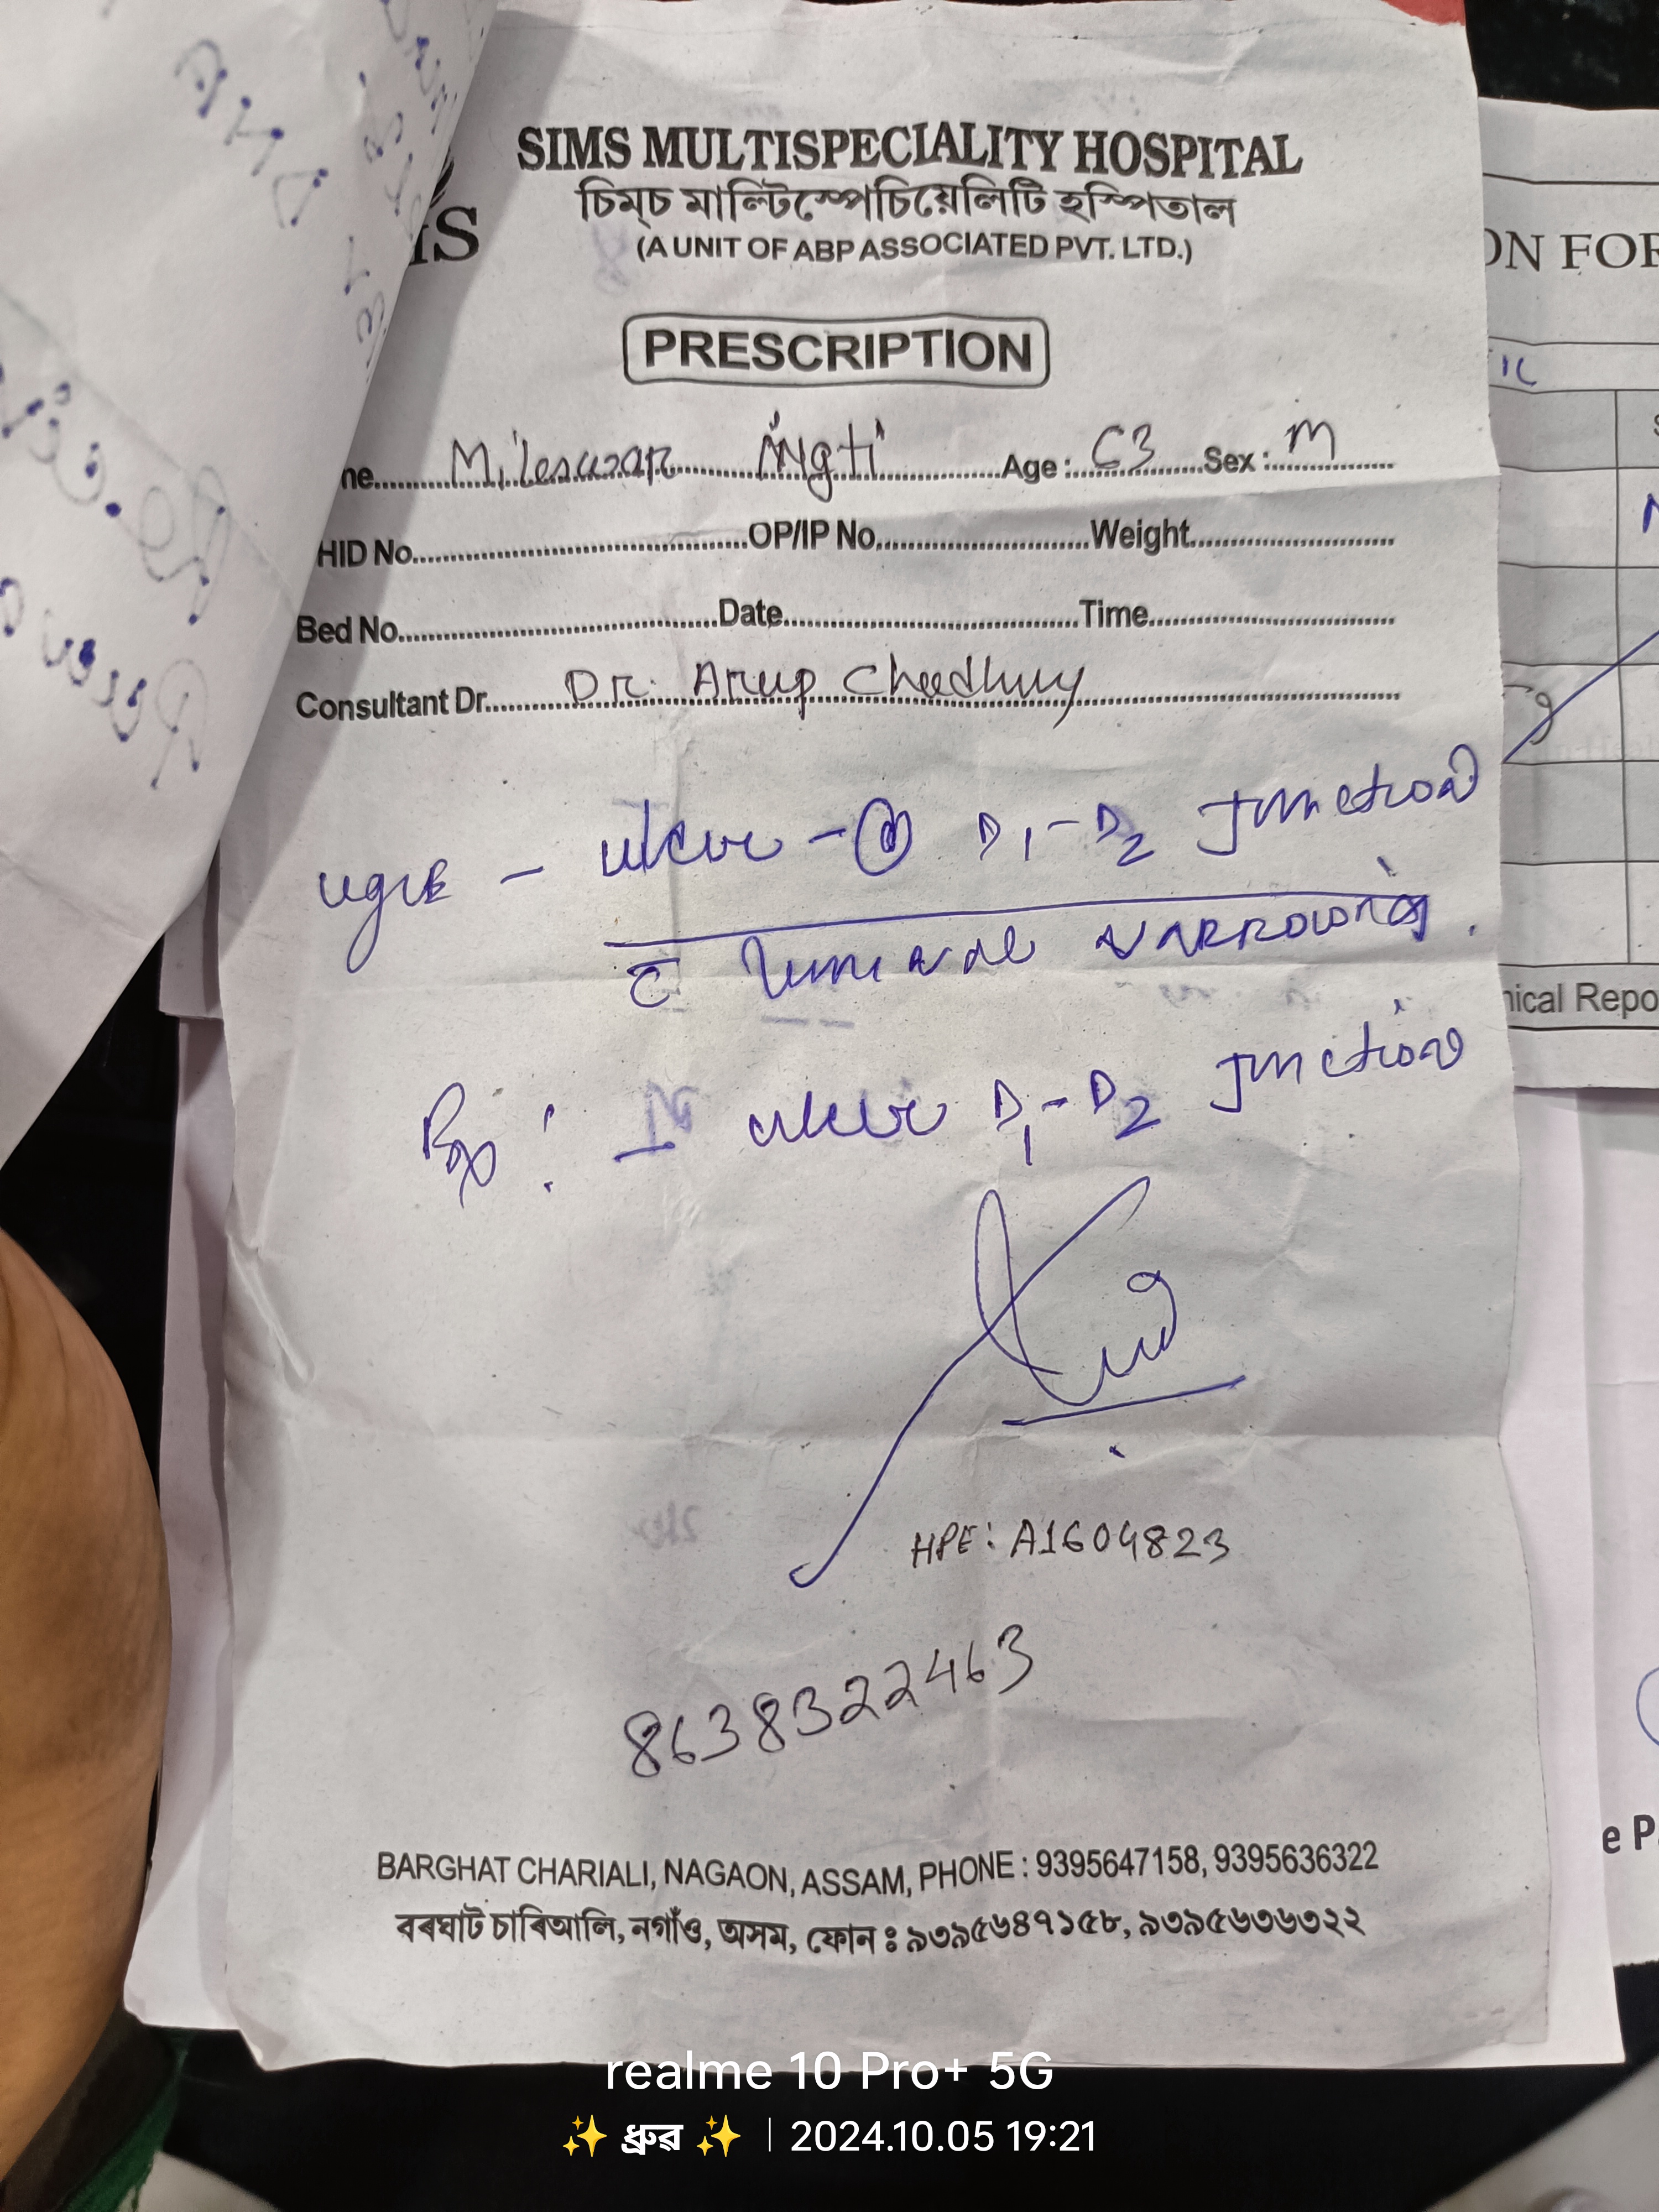 SIMS MULTISPECIALITY HOSPITAL
চিম্‌চ মাল্টিস্পেচিয়েলিটি হস্পিতাল
(A UNIT OF ABP ASSOCIATED PVT. LTD.)
PRESCRIPTION
Ingti Age: 63 Sex: M
HID No. OP/IP No. Weight
Bed No. Date Time
Consultant Dr. Dr. Arup
UGIE - ulcer - @ D1-D2 Junction
c̅ luminal narrowing.
Bx : ulcer D1-D2 Junction
HPE: A1604823
8638322463
BARGHAT CHARIALI, NAGAON, ASSAM, PHONE : 9395647158, 9395636322
বৰঘাট চাৰিআলি, নগাঁও, অসম, ফোন : ৯৩৯৫৬৪৭১৫৮, ৯৩৯৫৬৩৬৩২২
ON FOR
nical Repo
e P
realme 10 Pro+ 5G
✨ ধ্ৰুৱ ✨ | 2024.10.05 19:21